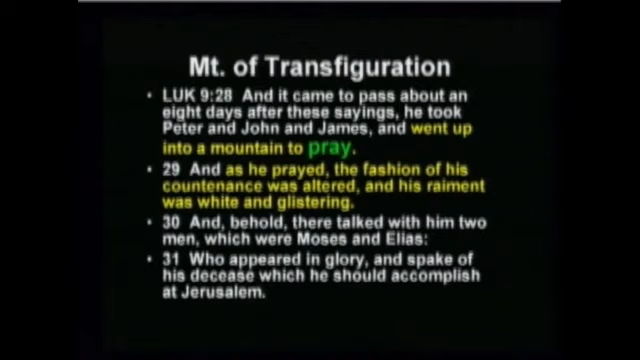 Mt. of Transfiguration
• LUK 9:28 And it came to pass about an
eight days after these sayings, he took
Peter and John and James, and went up
into a mountain to pray.
• 29 And as he prayed, the fashion of his
countenance was altered, and his raiment
was white and glistering.
• 30 And, behold, there talked with him two
men, which were Moses and Elias:
• 31 Who appeared in glory, and spake of
his decease which he should accomplish
at Jerusalem.